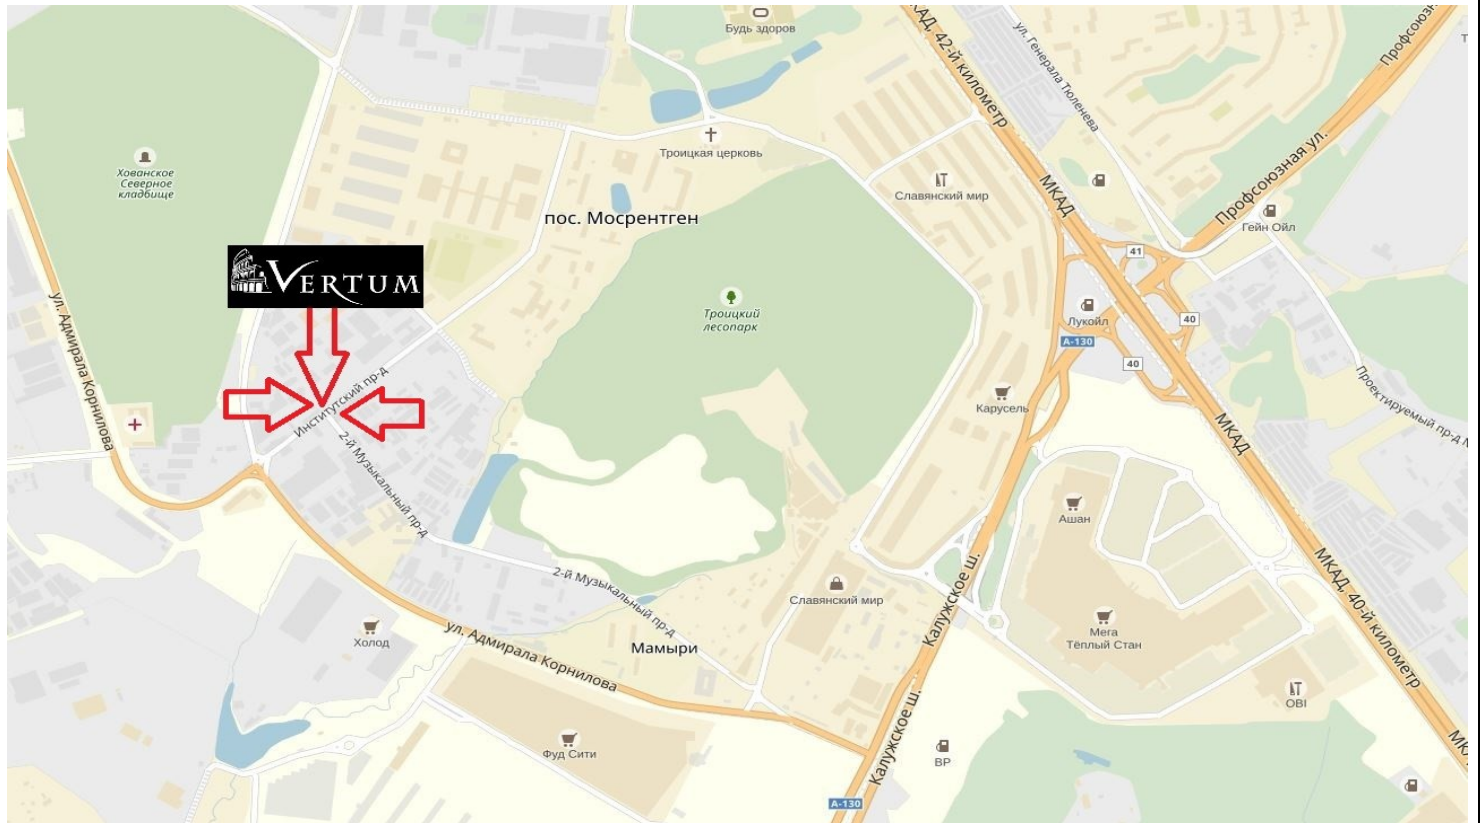 Будь здоров
МКАД, 42-й километр
ул. Генерала Тюленева
Профсоюзн
Троицкая церковь
Хованское
Северное
кладбище
Славянский мир
МКАД
Профсоюзная ул.
Гейн Ойл
пос. Мосрентген
41
VERTUM
ул. Адмирала Корнилова
Троицкий
лесопарк
Лукойл
40
А-130
40
Институтский пр-д
Карусель
Проектируемый пр-д
МКАД
2-й Музыкальный пр-д
Ашан
МКАД, 40-й километр
2-й Музыкальный пр-д
Славянский мир
Калужское ш.
Холод
ул. Адмирала Корнилова
Мамыри
Мега
Тёплый Стан
OBI
Калужское ш.
Фуд Сити
BP
А-130